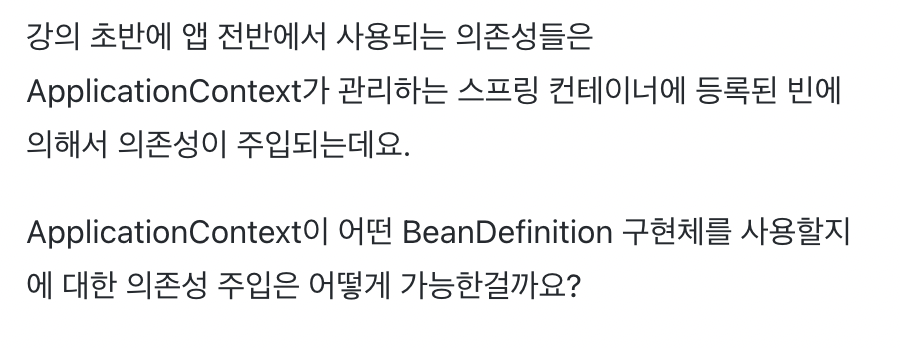 강의 초반에 앱 전반에서 사용되는 의존성들은
ApplicationContext가 관리하는 스프링 컨테이너에 등록된 빈에
의해서 의존성이 주입되는데요.
ApplicationContext이 어떤 BeanDefinition 구현체를 사용할지
에 대한 의존성 주입은 어떻게 가능한걸까요?